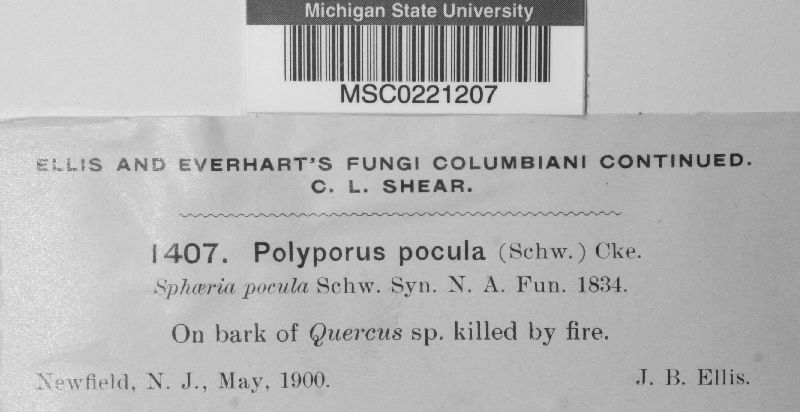 Michigan State University
MSC0221207
ELLIS AND EVERHART'S FUNGI COLUMBIANI CONTINUED.
C. L. SHEAR.
1407. Polyporus pocula (Schw.) Cke.
Sphæria pocula Schw. Syn. N. A. Fun. 1834.
On bark of Quercus sp. killed by fire.
Newfield, N. J., May, 1900. J. B. Ellis.